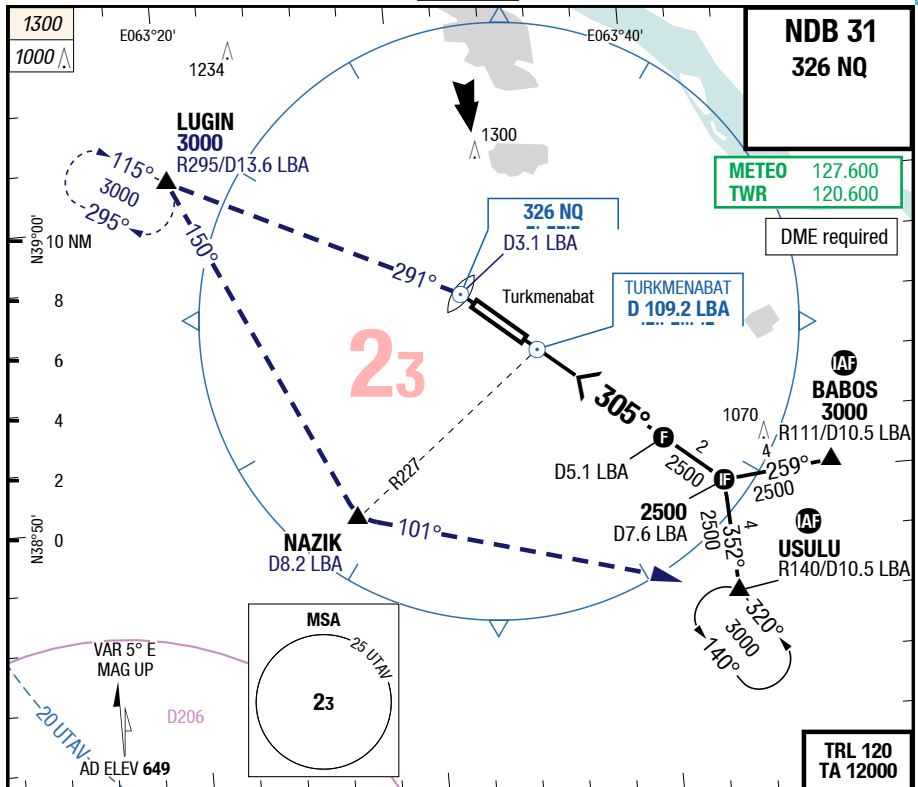 1300
1000
E063°20'
E063°40'
1234
NDB 31
326 NQ
LUGIN
3000
R295/D13.6 LBA
1300
115°
3000
295°
METEO 127.600
TWR 120.600
DME required
N39°00'
10 NM
8
6
4
2
0
N38°50'
150°
291°
326 NQ
D3.1 LBA
Turkmenabat
TURKMENABAT
D 109.2 LBA
23
305°
IAF
BABOS
3000
R111/D10.5 LBA
1070
F
D5.1 LBA
2
2500
IF
4
259°
2500
2500
D7.6 LBA
R227
NAZIK
D8.2 LBA
101°
4
352°
2500
IAF
USULU
R140/D10.5 LBA
320°
3000
140°
MSA
25 UTAV
23
VAR 5° E
MAG UP
D206
20 UTAV
AD ELEV 649
TRL 120
TA 12000